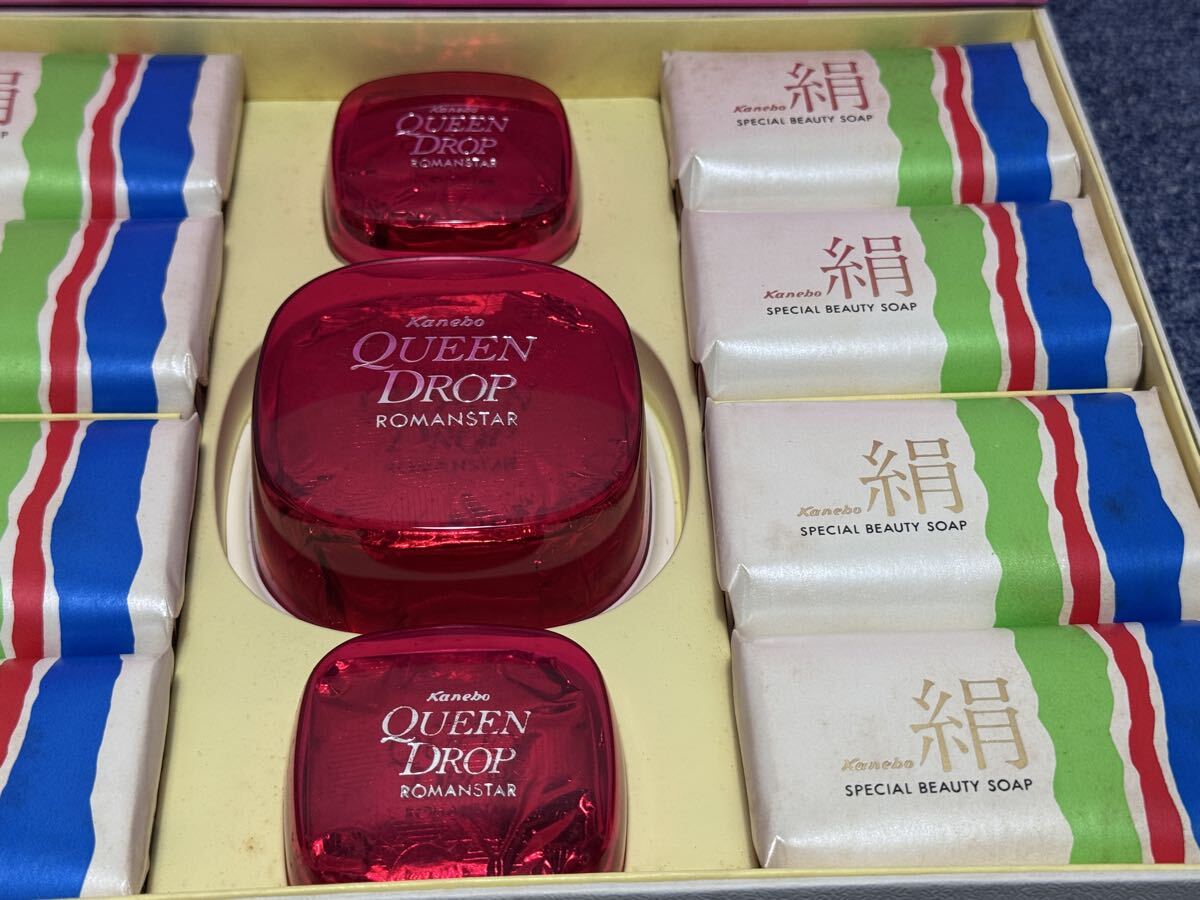 絹
Kanebo
QUEEN
DROP
ROMANSTAR
Kanebo
QUEEN
DROP
ROMANSTAR
Kanebo
QUEEN
DROP
ROMANSTAR
Kanebo 絹
SPECIAL BEAUTY SOAP
Kanebo 絹
SPECIAL BEAUTY SOAP
Kanebo 絹
SPECIAL BEAUTY SOAP
Kanebo 絹
SPECIAL BEAUTY SOAP